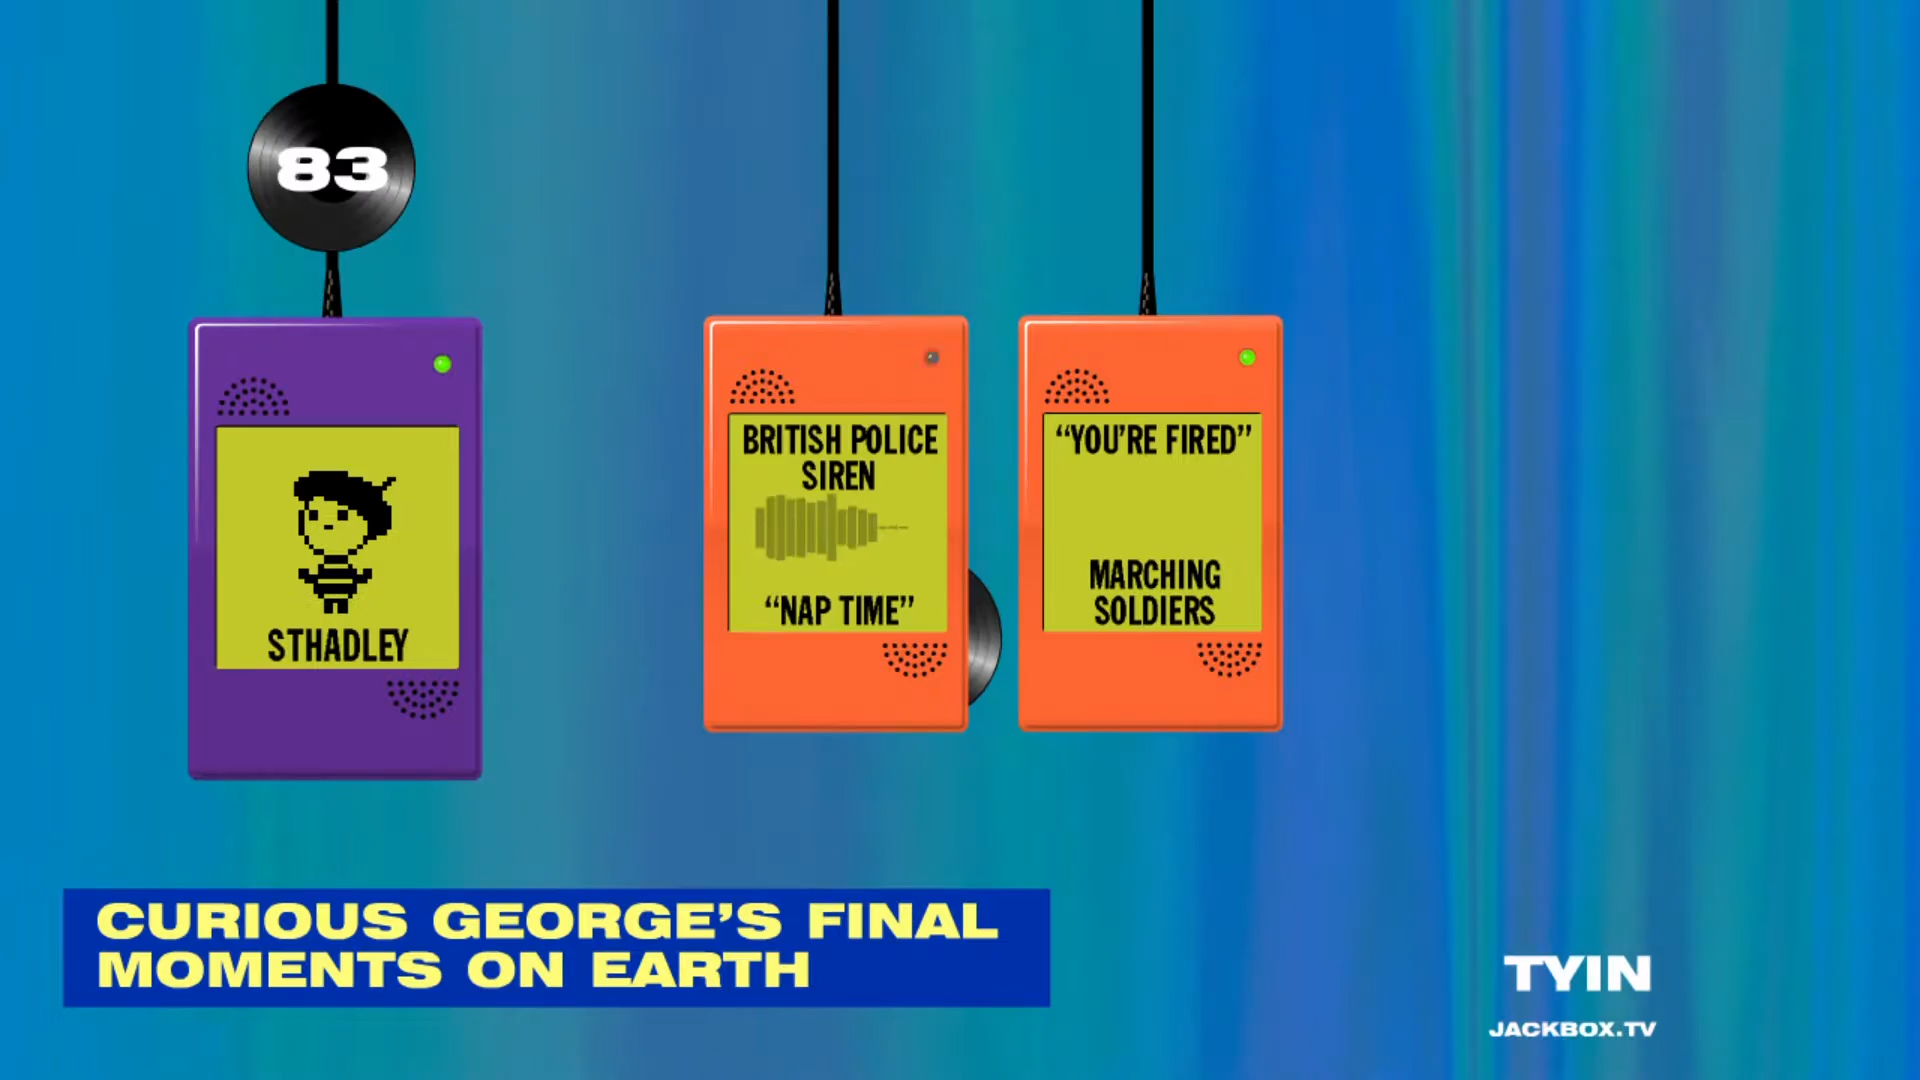 83
STHADLEY
BRITISH POLICE
SIREN
“NAP TIME”
“YOU’RE FIRED”
MARCHING
SOLDIERS
CURIOUS GEORGE’S FINAL
MOMENTS ON EARTH
TYIN
JACKBOX.TV